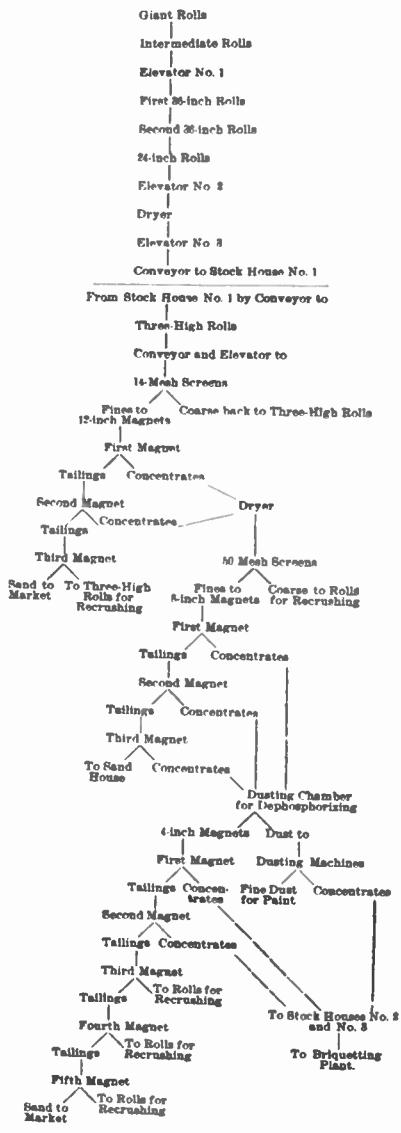 Giant Rolls
Intermediate Rolls
Elevator No. 1
First 36-inch Rolls
Second 36-inch Rolls
24-inch Rolls
Elevator No. 2
Dryer
Elevator No. 3
Conveyor to Stock House No. 1
From Stock House No. 1 by Conveyor to
Three-High Rolls
Conveyor and Elevator to
14-Mesh Screens
Fines to
12-inch Magnets
Coarse back to Three-High Rolls
First Magnet
Tailings
Concentrates
Second Magnet
Dryer
Concentrates
Tailings
Third Magnet
50 Mesh Screens
Sand to
Market
To Three-High
Rolls for
Recrushing
Fines to
8-inch Magnets
Coarse to Rolls
for Recrushing
First Magnet
Tailings
Concentrates
Second Magnet
Tailings
Concentrates
Third Magnet
To Sand
House
Concentrates
Dusting Chamber
for Dephosphorizing
4-inch Magnets
Dust to
First Magnet
Dusting Machines
Tailings
Concen-
trates
Fine Dust
for Paint
Concentrates
Second Magnet
Tailings
Concentrates
Third Magnet
Tailings
To Rolls for
Recrushing
To Stock Houses No. 2
and No. 3
Fourth Magnet
Tailings
To Rolls for
Recrushing
To Briquetting
Plant.
Fifth Magnet
Sand to
Market
To Rolls for
Recrushing